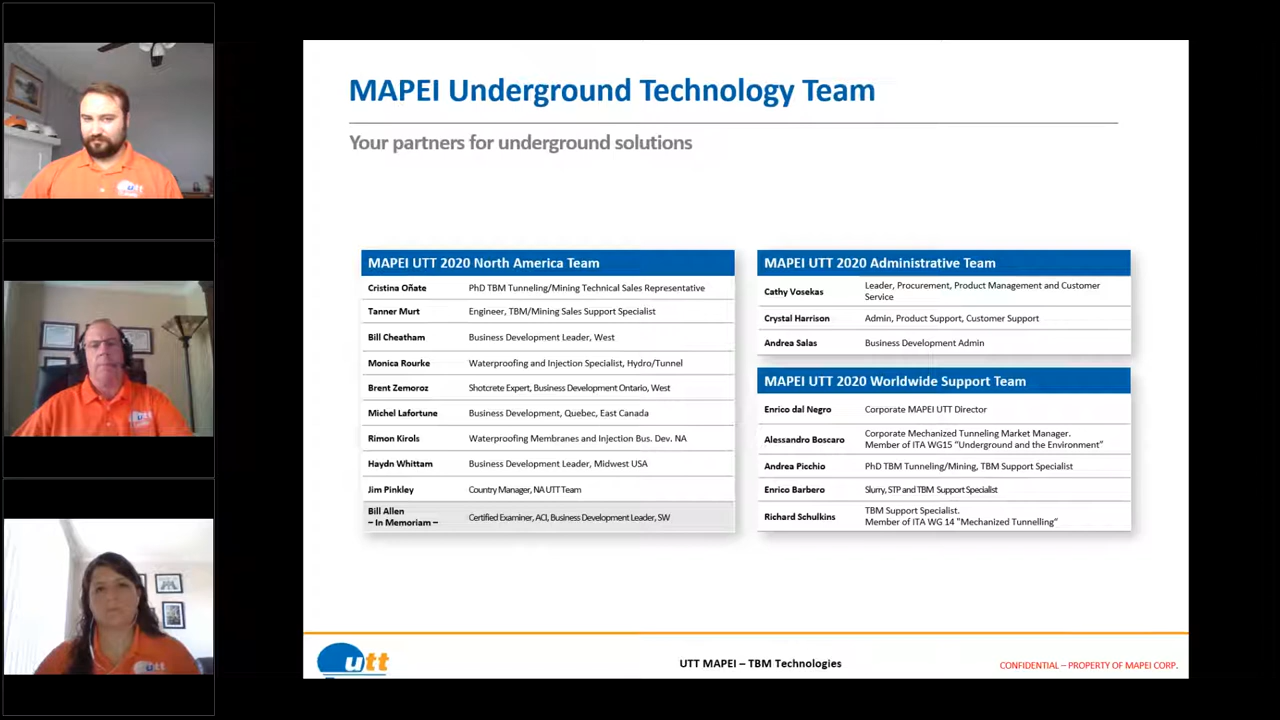 MAPEI Underground Technology Team
Your partners for underground solutions
MAPEI UTT 2020 North America Team
Cristina Oñate PhD TBM Tunneling/Mining Technical Sales Representative
Tanner Murt Engineer, TBM/Mining Sales Support Specialist
Bill Cheatham Business Development Leader, West
Monica Rourke Waterproofing and Injection Specialist, Hydro/Tunnel
Brent Zemoroz Shotcrete Expert, Business Development Ontario, West
Michel Lafortune Business Development, Quebec, East Canada
Rimon Kirols Waterproofing Membranes and Injection Bus. Dev. NA
Haydn Whittam Business Development Leader, Midwest USA
Jim Pinkley Country Manager, NA UTT Team
Bill Allen
– In Memoriam – Certified Examiner, ACI, Business Development Leader, SW
MAPEI UTT 2020 Administrative Team
Cathy Vosekas Leader, Procurement, Product Management and Customer
Service
Crystal Harrison Admin, Product Support, Customer Support
Andrea Salas Business Development Admin
MAPEI UTT 2020 Worldwide Support Team
Enrico dal Negro Corporate MAPEI UTT Director
Alessandro Boscaro Corporate Mechanized Tunneling Market Manager.
Member of ITA WG15 “Underground and the Environment”
Andrea Picchio PhD TBM Tunneling/Mining, TBM Support Specialist
Enrico Barbero Slurry, STP and TBM Support Specialist
Richard Schulkins TBM Support Specialist.
Member of ITA WG 14 "Mechanized Tunnelling”
utt
UTT MAPEI – TBM Technologies
CONFIDENTIAL – PROPERTY OF MAPEI CORP.
utt
utt
utt